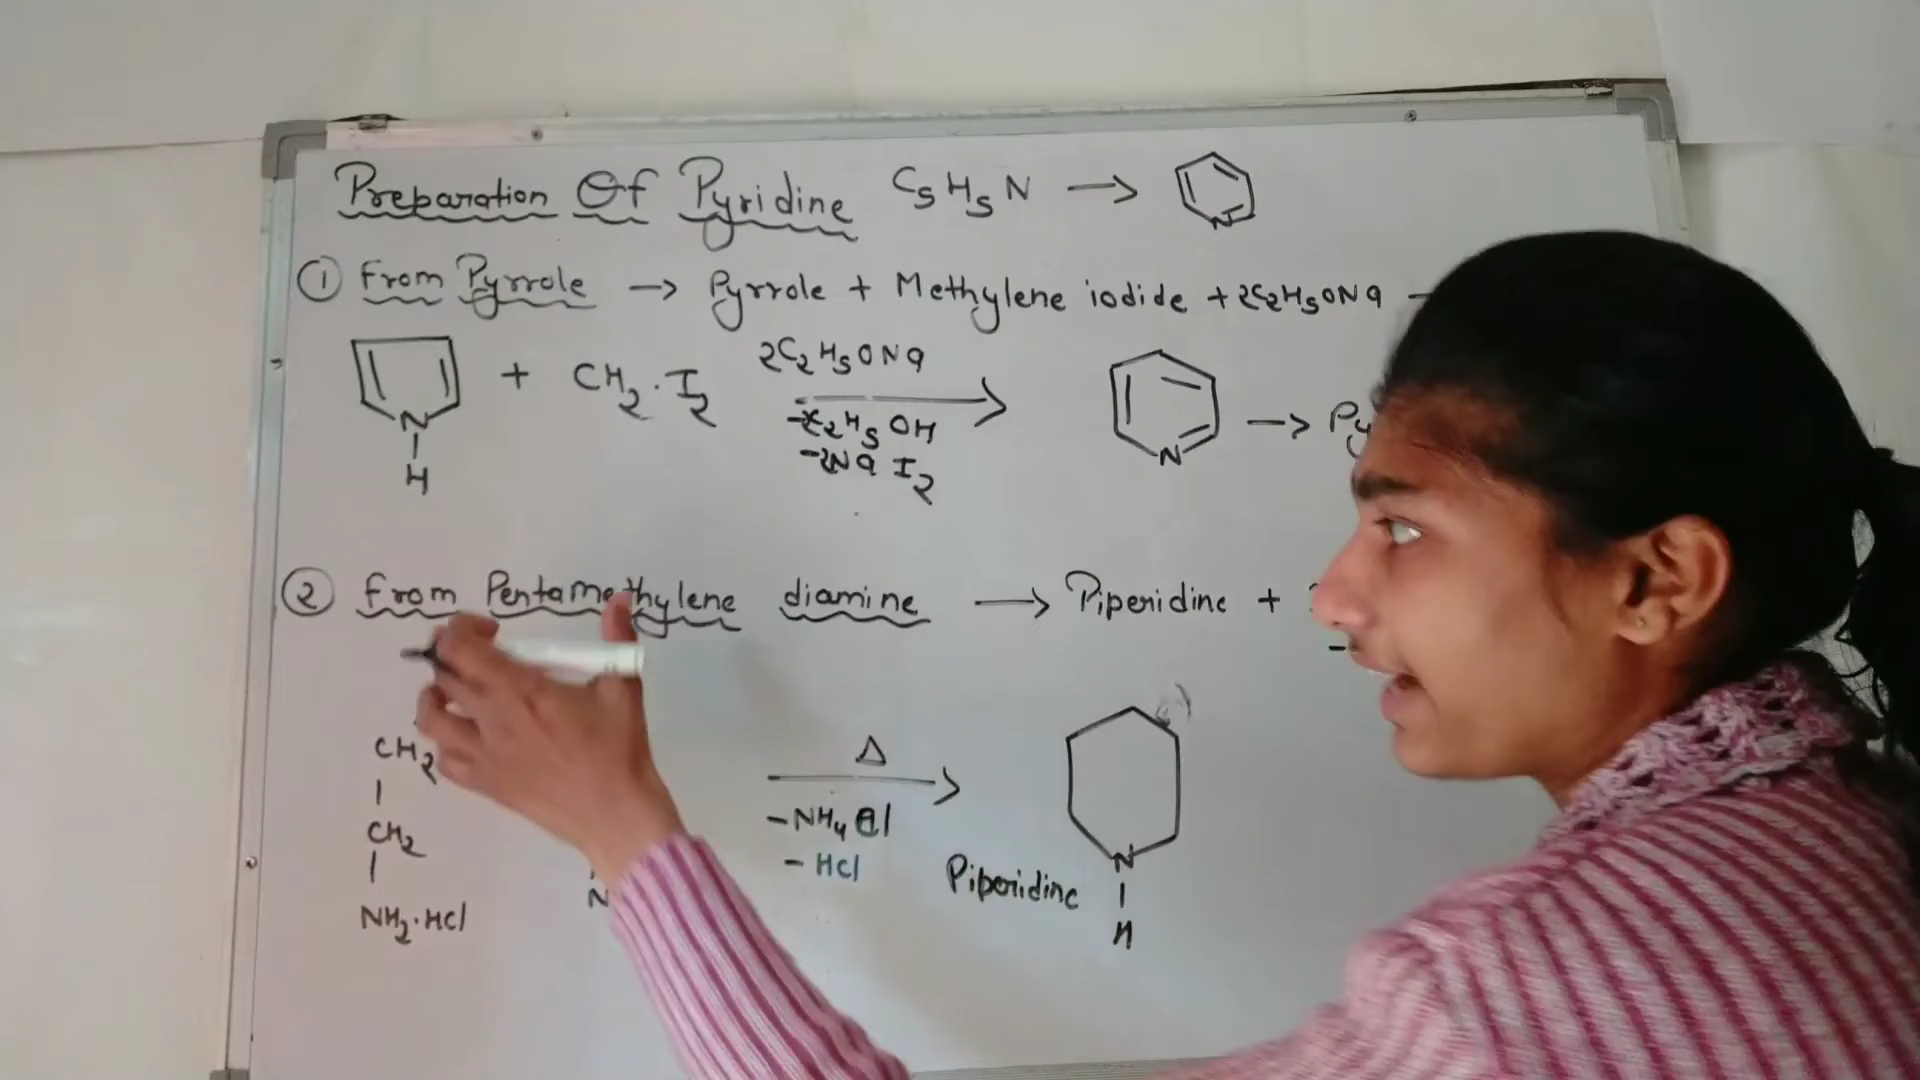 Preparation Of Pyridine C5H5N → N
① From Pyrrole → Pyrrole + Methylene iodide + 2C2H5ONa
N
H
+ CH2·I2
2C2H5ONa
-2C2H5OH
-2NaI2
N → Py
② From Pentamethylene diamine → Piperidine +
CH2
CH2
NH2·HCl
N
Δ
-NH4Cl
- HCl
Piperidine
N
H